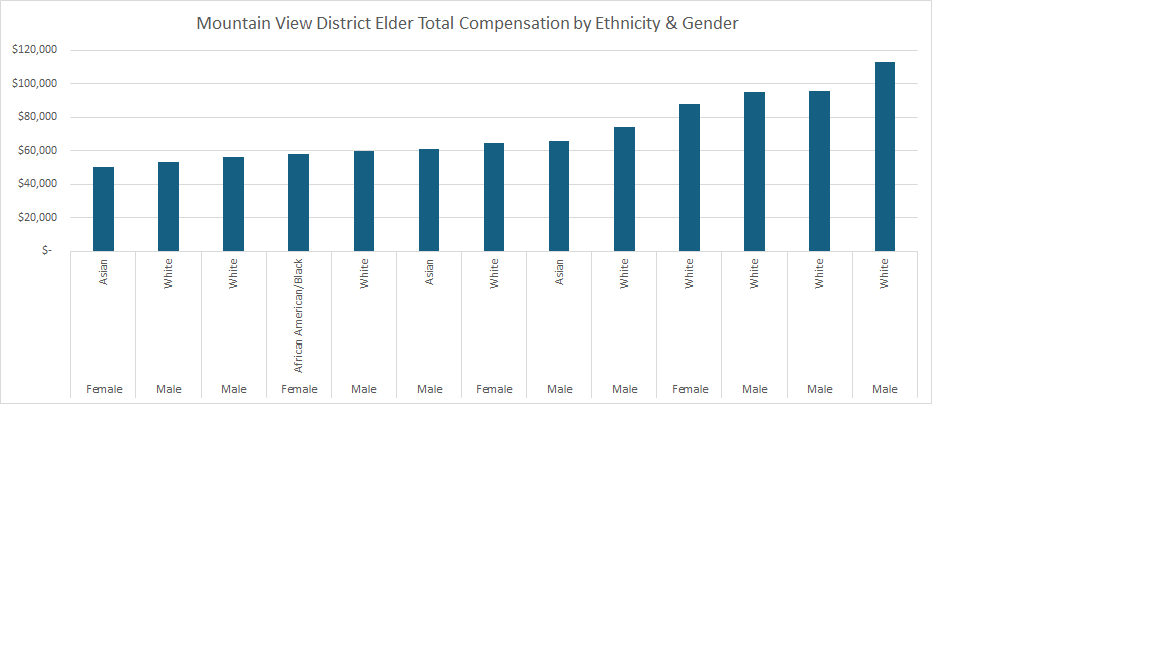 Mountain View District Elder Total Compensation by Ethnicity & Gender
$120,000
$100,000
$80,000
$60,000
$40,000
$20,000
$-
Asian
White
White
African American/Black
White
Asian
White
Asian
White
White
White
White
White
Female Male Male Female Male Male Female Male Male Female Male Male Male